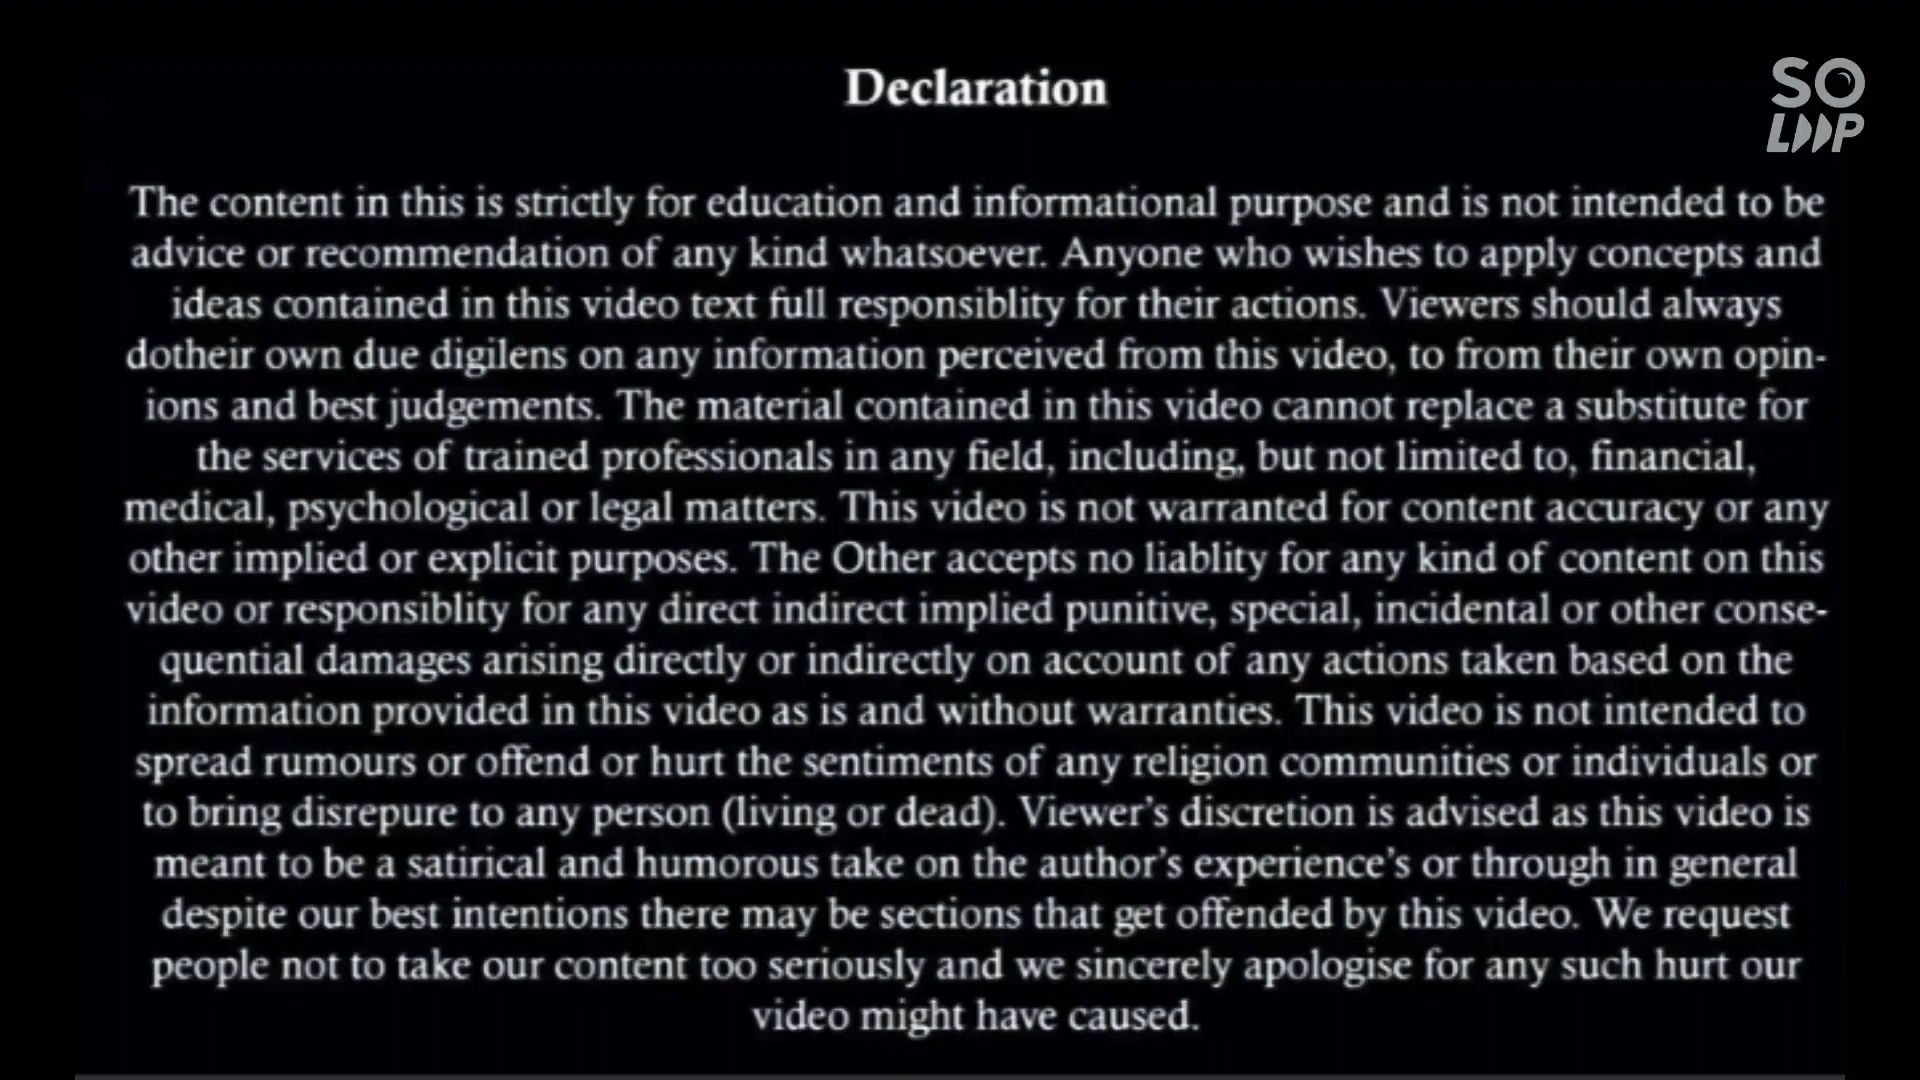 Declaration
SO
LOOP
The content in this is strictly for education and informational purpose and is not intended to be
advice or recommendation of any kind whatsoever. Anyone who wishes to apply concepts and
ideas contained in this video text full responsiblity for their actions. Viewers should always
dotheir own due digilens on any information perceived from this video, to from their own opin-
ions and best judgements. The material contained in this video cannot replace a substitute for
the services of trained professionals in any field, including, but not limited to, financial,
medical, psychological or legal matters. This video is not warranted for content accuracy or any
other implied or explicit purposes. The Other accepts no liablity for any kind of content on this
video or responsiblity for any direct indirect implied punitive, special, incidental or other conse-
quential damages arising directly or indirectly on account of any actions taken based on the
information provided in this video as is and without warranties. This video is not intended to
spread rumours or offend or hurt the sentiments of any religion communities or individuals or
to bring disrepure to any person (living or dead). Viewer's discretion is advised as this video is
meant to be a satirical and humorous take on the author's experience's or through in general
despite our best intentions there may be sections that get offended by this video. We request
people not to take our content too seriously and we sincerely apologise for any such hurt our
video might have caused.